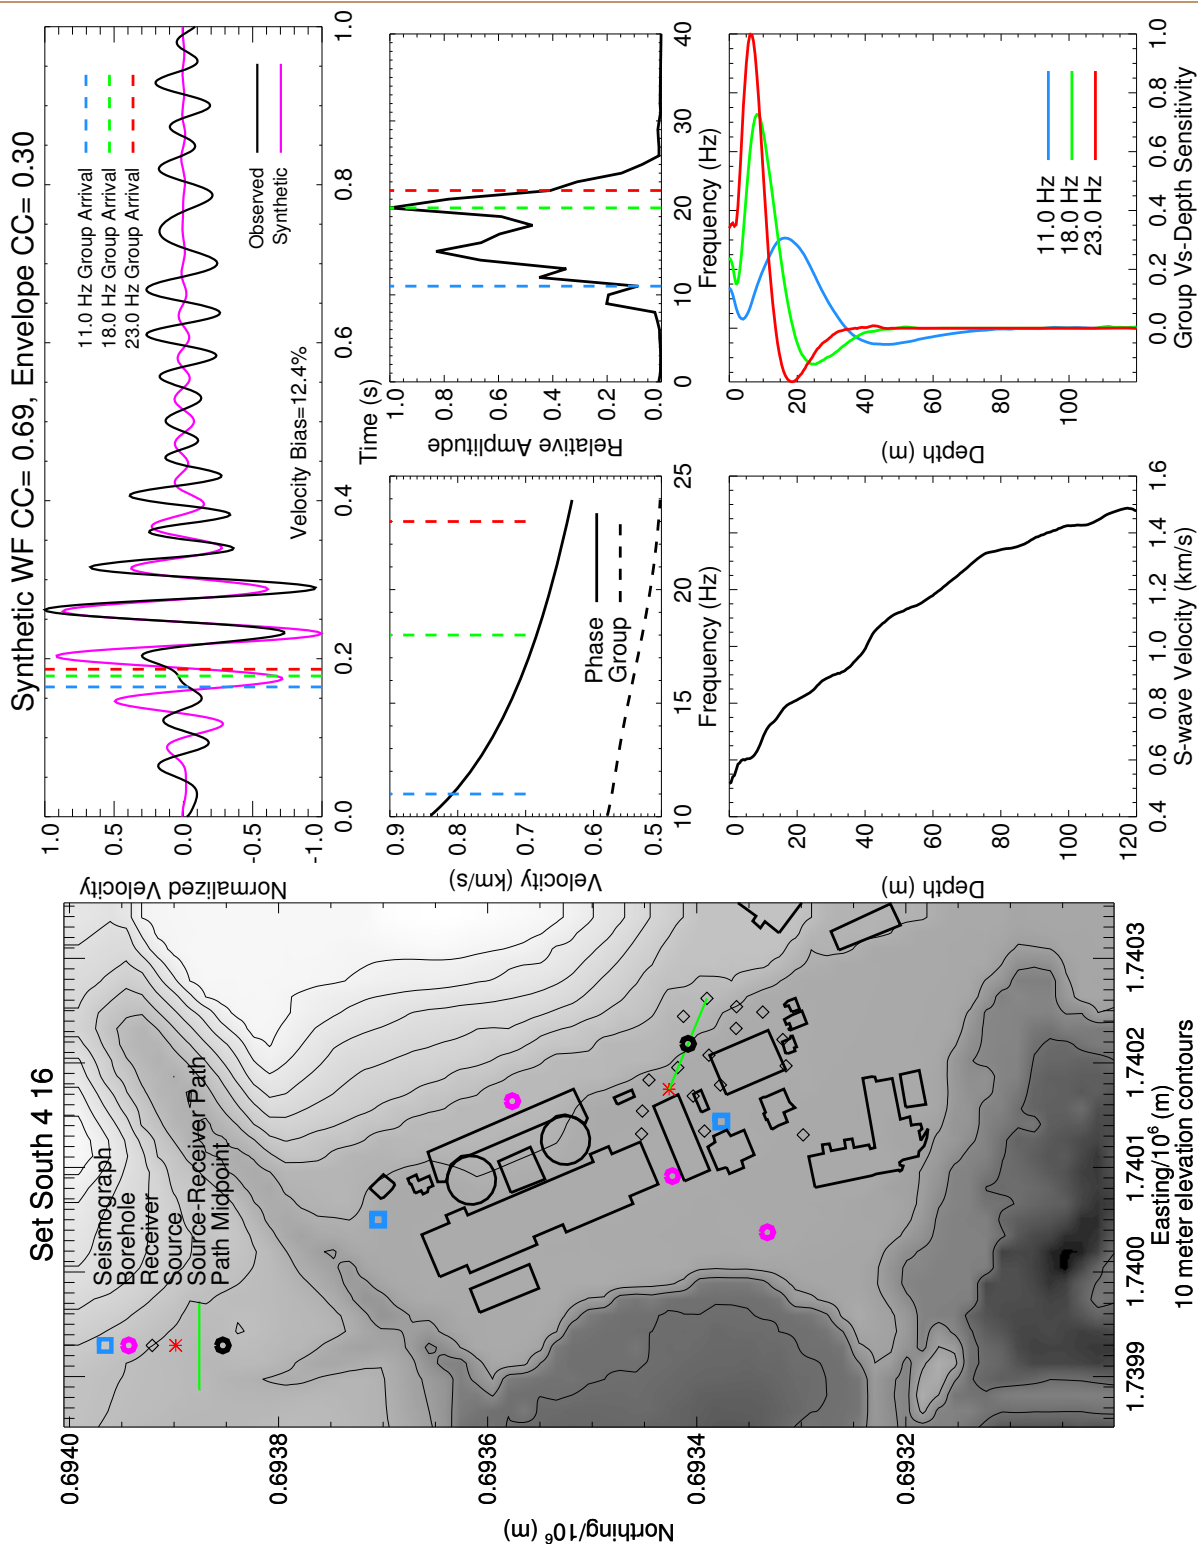 Set South 4 16
Seismograph
Borehole
Receiver
Source
Source-Receiver Path
Path Midpoint
0.6940
0.6938
0.6936
0.6934
0.6932
Northing/10⁶ (m)
1.7399
1.7400
1.7401
1.7402
1.7403
Easting/10⁶ (m)
10 meter elevation contours
Synthetic WF CC= 0.69, Envelope CC= 0.30
1.0
0.5
0.0
-0.5
-1.0
Normalized Velocity
11.0 Hz Group Arrival
18.0 Hz Group Arrival
23.0 Hz Group Arrival
Observed
Synthetic
Velocity Bias=12.4%
0.0
0.2
0.4
0.6
0.8
1.0
Time (s)
0.9
0.8
0.7
0.6
0.5
Velocity (km/s)
Phase
Group
10
15
20
25
Frequency (Hz)
1.0
0.8
0.6
0.4
0.2
0.0
Relative Amplitude
0
10
20
30
40
Frequency (Hz)
0
20
40
60
80
100
120
Depth (m)
0.4
0.6
0.8
1.0
1.2
1.4
1.6
S-wave Velocity (km/s)
0
20
40
60
80
100
Depth (m)
11.0 Hz
18.0 Hz
23.0 Hz
0.0
0.2
0.4
0.6
0.8
1.0
Group Vs-Depth Sensitivity